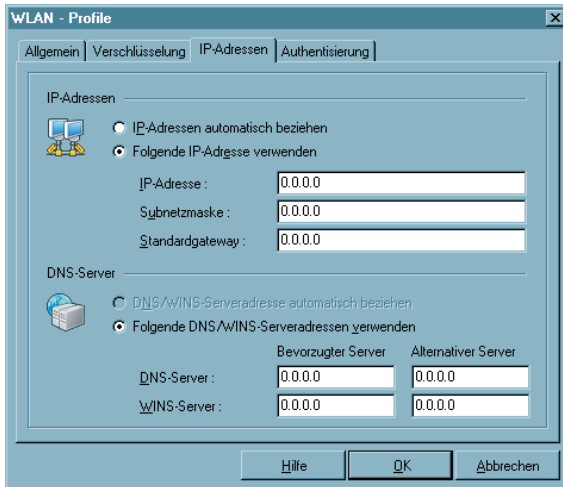 WLAN - Profile
Allgemein Verschlüsselung IP-Adressen Authentisierung
IP-Adressen
IP-Adressen automatisch beziehen
Folgende IP-Adresse verwenden
IP-Adresse : 0.0.0.0
Subnetzmaske : 0.0.0.0
Standardgateway : 0.0.0.0
DNS-Server
DNS/WINS-Serveradresse automatisch beziehen
Folgende DNS/WINS-Serveradressen verwenden
Bevorzugter Server Alternativer Server
DNS-Server : 0.0.0.0 0.0.0.0
WINS-Server : 0.0.0.0 0.0.0.0
Hilfe OK Abbrechen